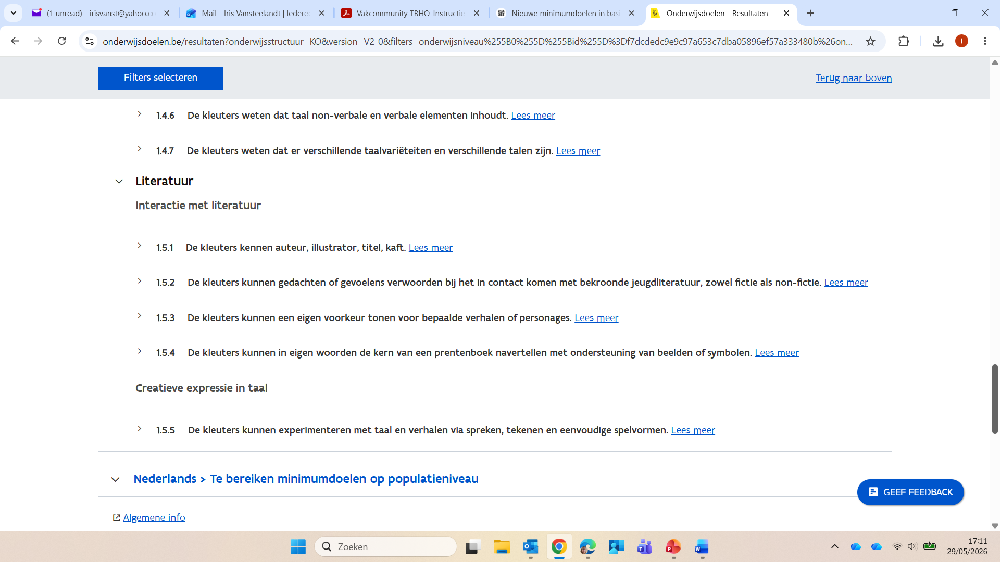 (1 unread) - irisvanst@yahoo.co
Mail - Iris Vansteelandt | Iederee
Vakcommunity TBHO_Instructie
Nieuwe minimumdoelen in basi
Onderwijsdoelen - Resultaten
onderwijsdoelen.be/resultaten?onderwijsstructuur=KO&version=V2_0&filters=onderwijsniveau%255B0%255D%255Bid%255D%3Df7dcdedc9e9c97a653c7dba05896ef57a333480b%26on...
I
Filters selecteren
Terug naar boven
1.4.6 De kleuters weten dat taal non-verbale en verbale elementen inhoudt. Lees meer
1.4.7 De kleuters weten dat er verschillende taalvariëteiten en verschillende talen zijn. Lees meer
Literatuur
Interactie met literatuur
1.5.1 De kleuters kennen auteur, illustrator, titel, kaft. Lees meer
1.5.2 De kleuters kunnen gedachten of gevoelens verwoorden bij het in contact komen met bekroonde jeugdliteratuur, zowel fictie als non-fictie. Lees meer
1.5.3 De kleuters kunnen een eigen voorkeur tonen voor bepaalde verhalen of personages. Lees meer
1.5.4 De kleuters kunnen in eigen woorden de kern van een prentenboek navertellen met ondersteuning van beelden of symbolen. Lees meer
Creatieve expressie in taal
1.5.5 De kleuters kunnen experimenteren met taal en verhalen via spreken, tekenen en eenvoudige spelvormen. Lees meer
Nederlands > Te bereiken minimumdoelen op populatieniveau
GEEF FEEDBACK
Algemene info
Zoeken
17:11
29/05/2026